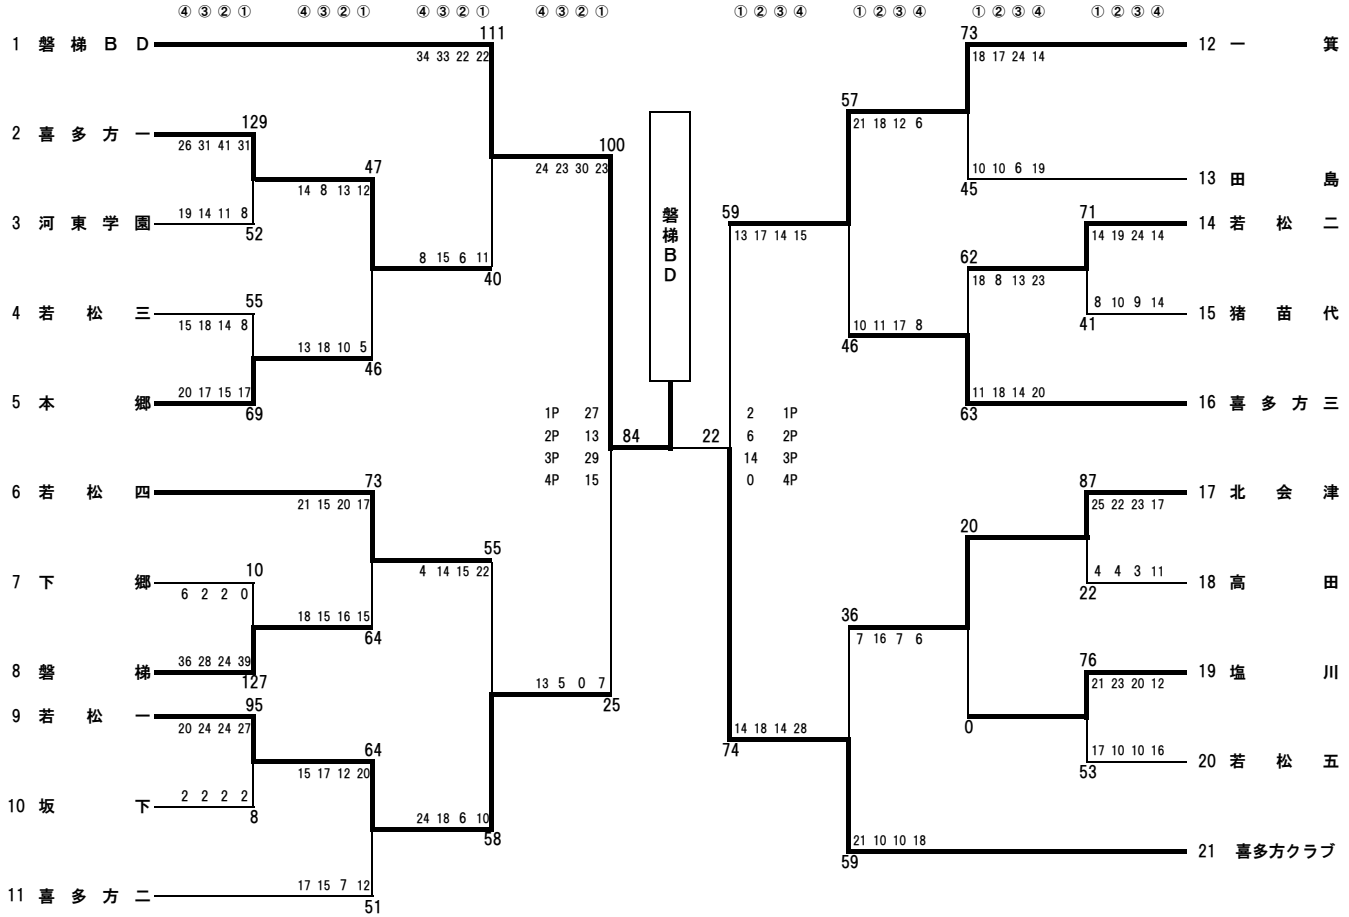 ④ ③ ② ① ④ ③ ② ① ④ ③ ② ① ④ ③ ② ① ① ② ③ ④ ① ② ③ ④ ① ② ③ ④ ① ② ③ ④
111 73
1 磐梯ＢＤ 12 一箕
34 33 22 22 18 17 24 14
57
129 21 18 12 6
2 喜多方一
26 31 41 31 100
47 24 23 30 23 10 10 6 19
13 田島
14 8 13 12 45
19 14 11 8 59 71
3 河東学園 14 若松二
52 13 17 14 15 14 19 24 14
8 15 6 11 62
40 18 8 13 23
55 8 10 9 14
4 若松三 15 猪苗代
15 18 14 8 10 11 17 8 41
13 18 10 5 46
46
20 17 15 17 11 18 14 20
5 本郷 16 喜多方三
69 63
磐梯ＢＤ
1P 27 2 1P
2P 13 84 22 6 2P
3P 29 14 3P
4P 15 0 4P
73 87
6 若松四 17 北会津
21 15 20 17 25 22 23 17
20
55
10 4 14 15 22 4 4 3 11
7 下郷 18 高田
6 2 2 0 22
18 15 16 15 36
64 7 16 7 6
36 28 24 39 76
8 磐梯 19 塩川
127 13 5 0 7 21 23 20 12
95 25
9 若松一
20 24 24 27 14 18 14 28 0
64 74 17 10 10 16
20 若松五
15 17 12 20 53
2 2 2 2
10 坂下
8 24 18 6 10
58 21 10 10 18
21 喜多方クラブ
59
17 15 7 12
11 喜多方二
51